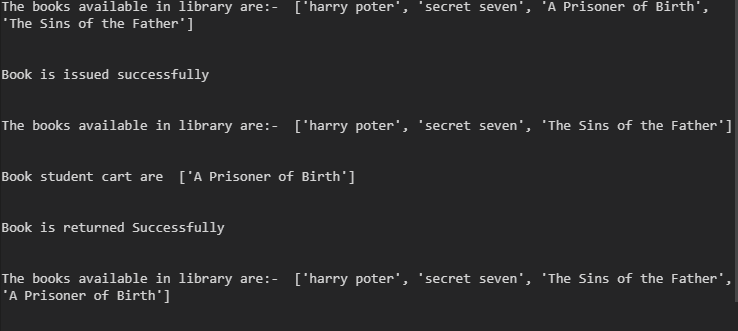 The books available in library are:-  ['harry poter', 'secret seven', 'A Prisoner of Birth',
'The Sins of the Father']
Book is issued successfully
The books available in library are:-  ['harry poter', 'secret seven', 'The Sins of the Father']
Book student cart are  ['A Prisoner of Birth']
Book is returned Successfully
The books available in library are:-  ['harry poter', 'secret seven', 'The Sins of the Father',
'A Prisoner of Birth']